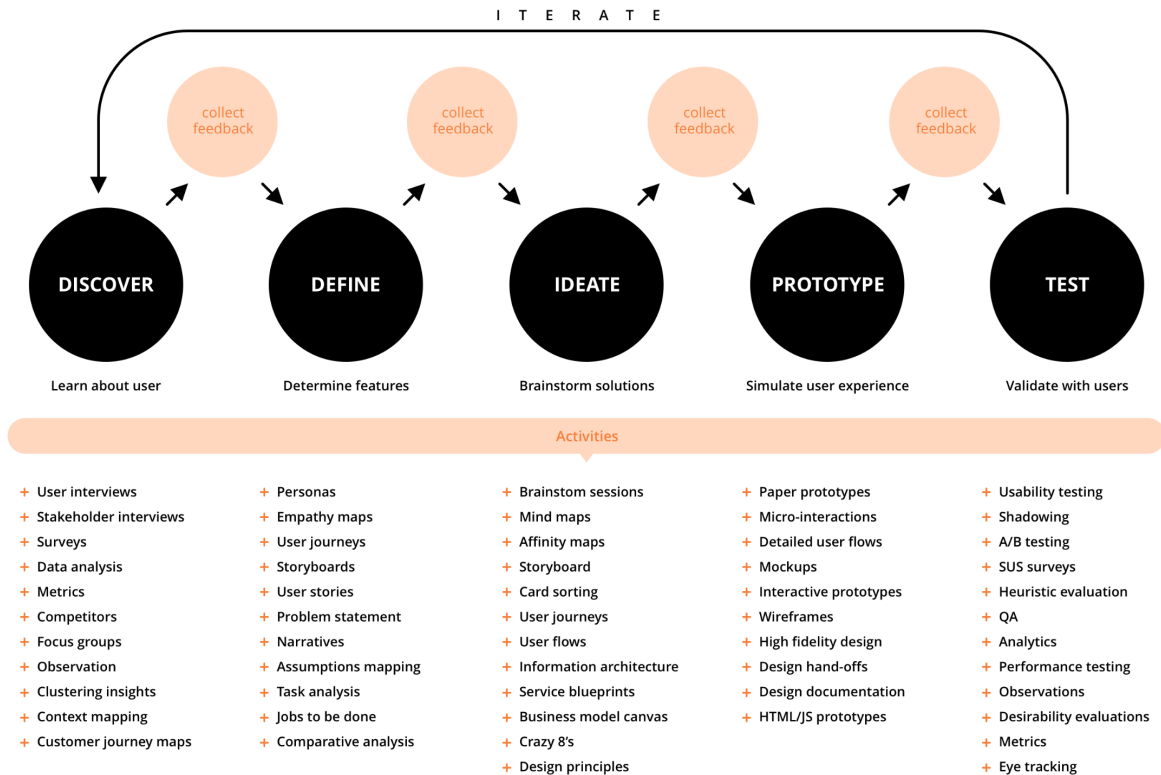 I T E R A T E
collect
feedback
collect
feedback
collect
feedback
collect
feedback
DISCOVER
DEFINE
IDEATE
PROTOTYPE
TEST
Learn about user
Determine features
Brainstorm solutions
Simulate user experience
Validate with users
Activities
+ User interviews
+ Stakeholder interviews
+ Surveys
+ Data analysis
+ Metrics
+ Competitors
+ Focus groups
+ Observation
+ Clustering insights
+ Context mapping
+ Customer journey maps
+ Personas
+ Empathy maps
+ User journeys
+ Storyboards
+ User stories
+ Problem statement
+ Narratives
+ Assumptions mapping
+ Task analysis
+ Jobs to be done
+ Comparative analysis
+ Brainstom sessions
+ Mind maps
+ Affinity maps
+ Storyboard
+ Card sorting
+ User journeys
+ User flows
+ Information architecture
+ Service blueprints
+ Business model canvas
+ Crazy 8's
+ Design principles
+ Paper prototypes
+ Micro-interactions
+ Detailed user flows
+ Mockups
+ Interactive prototypes
+ Wireframes
+ High fidelity design
+ Design hand-offs
+ Design documentation
+ HTML/JS prototypes
+ Usability testing
+ Shadowing
+ A/B testing
+ SUS surveys
+ Heuristic evaluation
+ QA
+ Analytics
+ Performance testing
+ Observations
+ Desirability evaluations
+ Metrics
+ Eye tracking